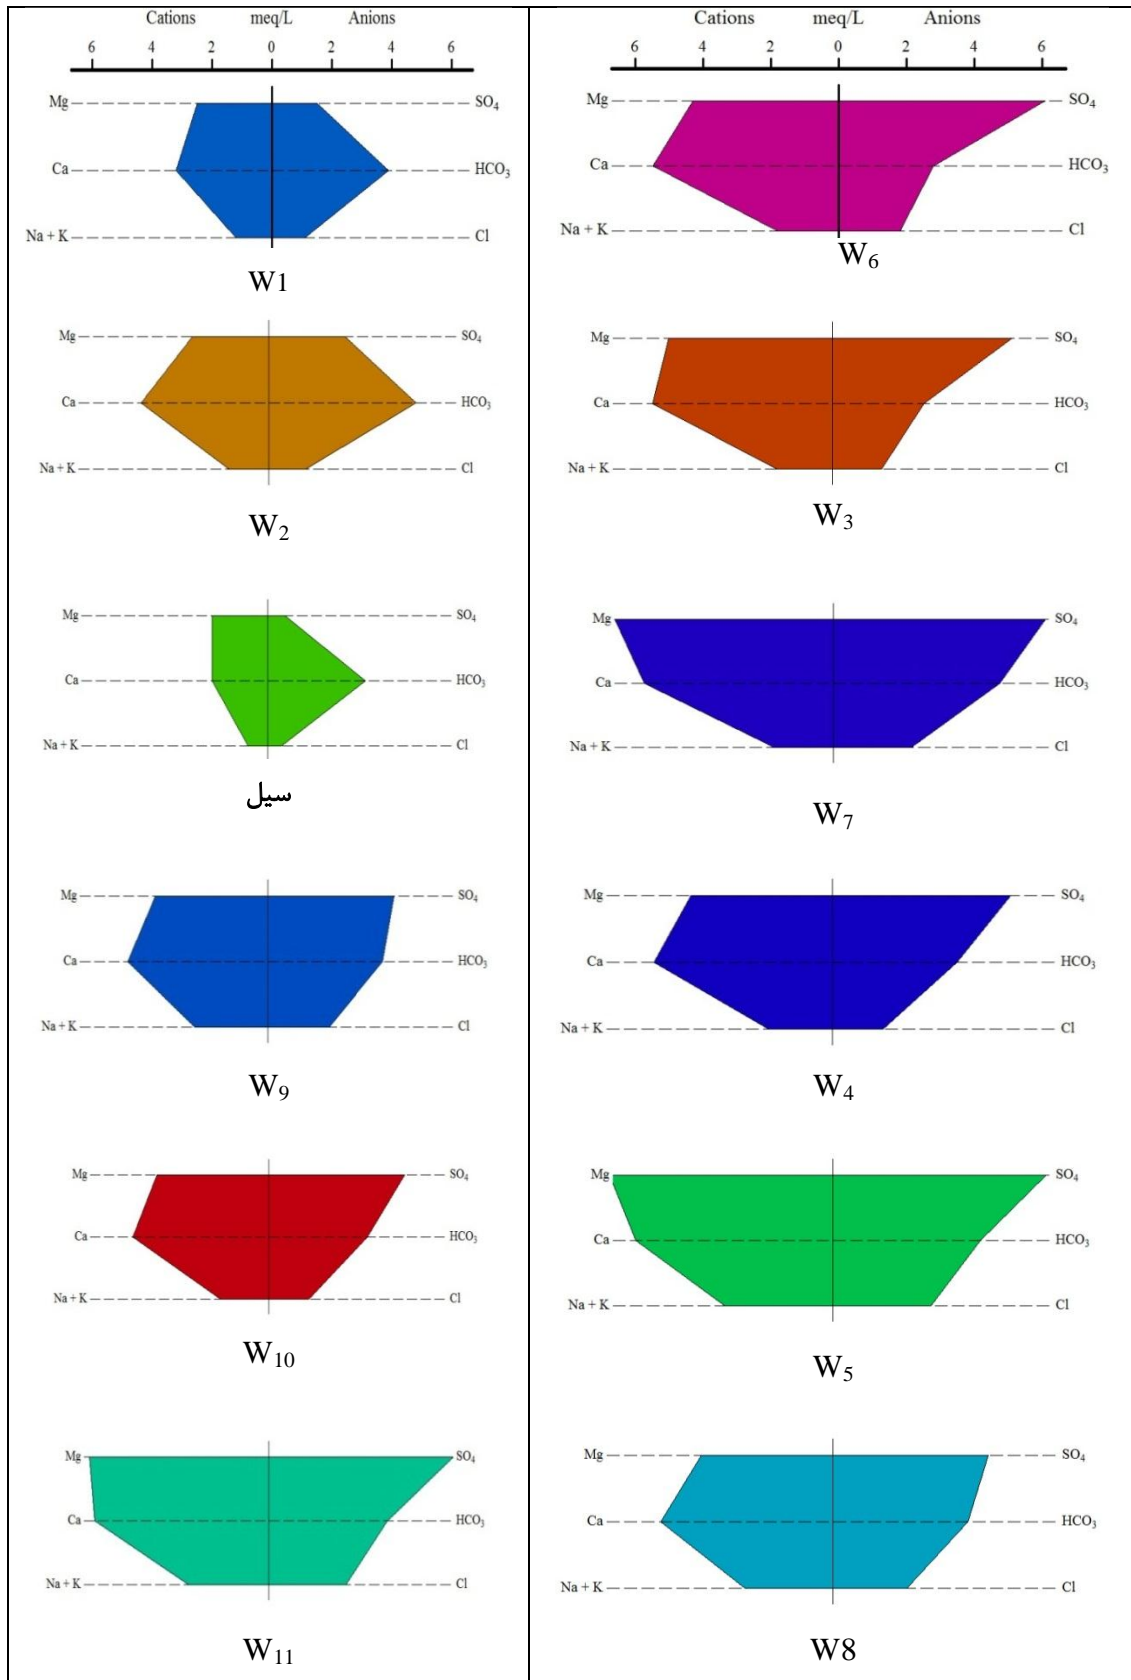 Cations meq/L Anions
6 4 2 0 2 4 6
Mg SO₄
Ca HCO₃
Na + K Cl
W1
Mg SO₄
Ca HCO₃
Na + K Cl
W₂
Mg SO₄
Ca HCO₃
Na + K Cl
سيل
Mg SO₄
Ca HCO₃
Na + K Cl
W₉
Mg SO₄
Ca HCO₃
Na + K Cl
W₁₀
Mg SO₄
Ca HCO₃
Na + K Cl
W₁₁
Cations meq/L Anions
6 4 2 0 2 4 6
Mg SO₄
Ca HCO₃
Na + K Cl
W₆
Mg SO₄
Ca HCO₃
Na + K Cl
W₃
Mg SO₄
Ca HCO₃
Na + K Cl
W₇
Mg SO₄
Ca HCO₃
Na + K Cl
W₄
Mg SO₄
Ca HCO₃
Na + K Cl
W₅
Mg SO₄
Ca HCO₃
Na + K Cl
W8